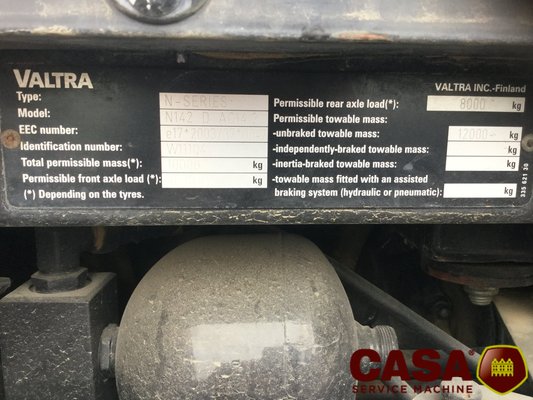 VALTRA
VALTRA INC.-Finland
Type: N-SERIES
Model: N142 D
EEC number:
Identification number:
Total permissible mass(*): kg
Permissible front axle load (*): kg
(*) Depending on the tyres.
Permissible rear axle load(*): 8000 kg
Permissible towable mass:
-unbraked towable mass: 12000 kg
-independently-braked towable mass: kg
-inertia-braked towable mass: kg
-towable mass fitted with an assisted
braking system (hydraulic or pneumatic): kg
335 621 30
CASA®
SERVICE MACHINE